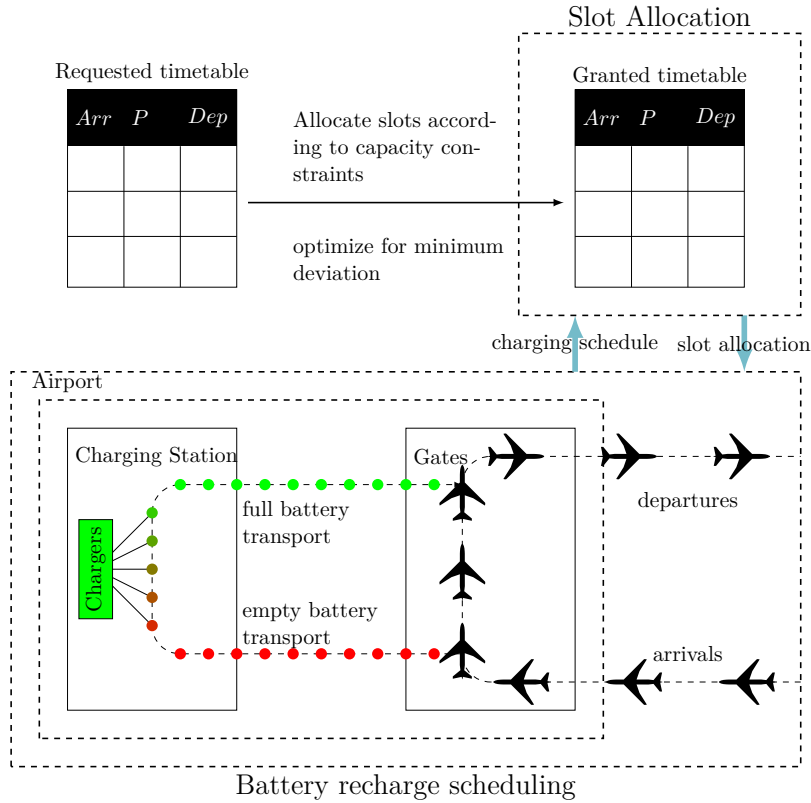 Slot Allocation
Requested timetable
Granted timetable
Arr P Dep
Arr P Dep
Allocate slots accord-
ing to capacity con-
straints
optimize for minimum
deviation
charging schedule
slot allocation
Airport
Charging Station
Gates
full battery
transport
departures
Chargers
empty battery
transport
arrivals
Battery recharge scheduling